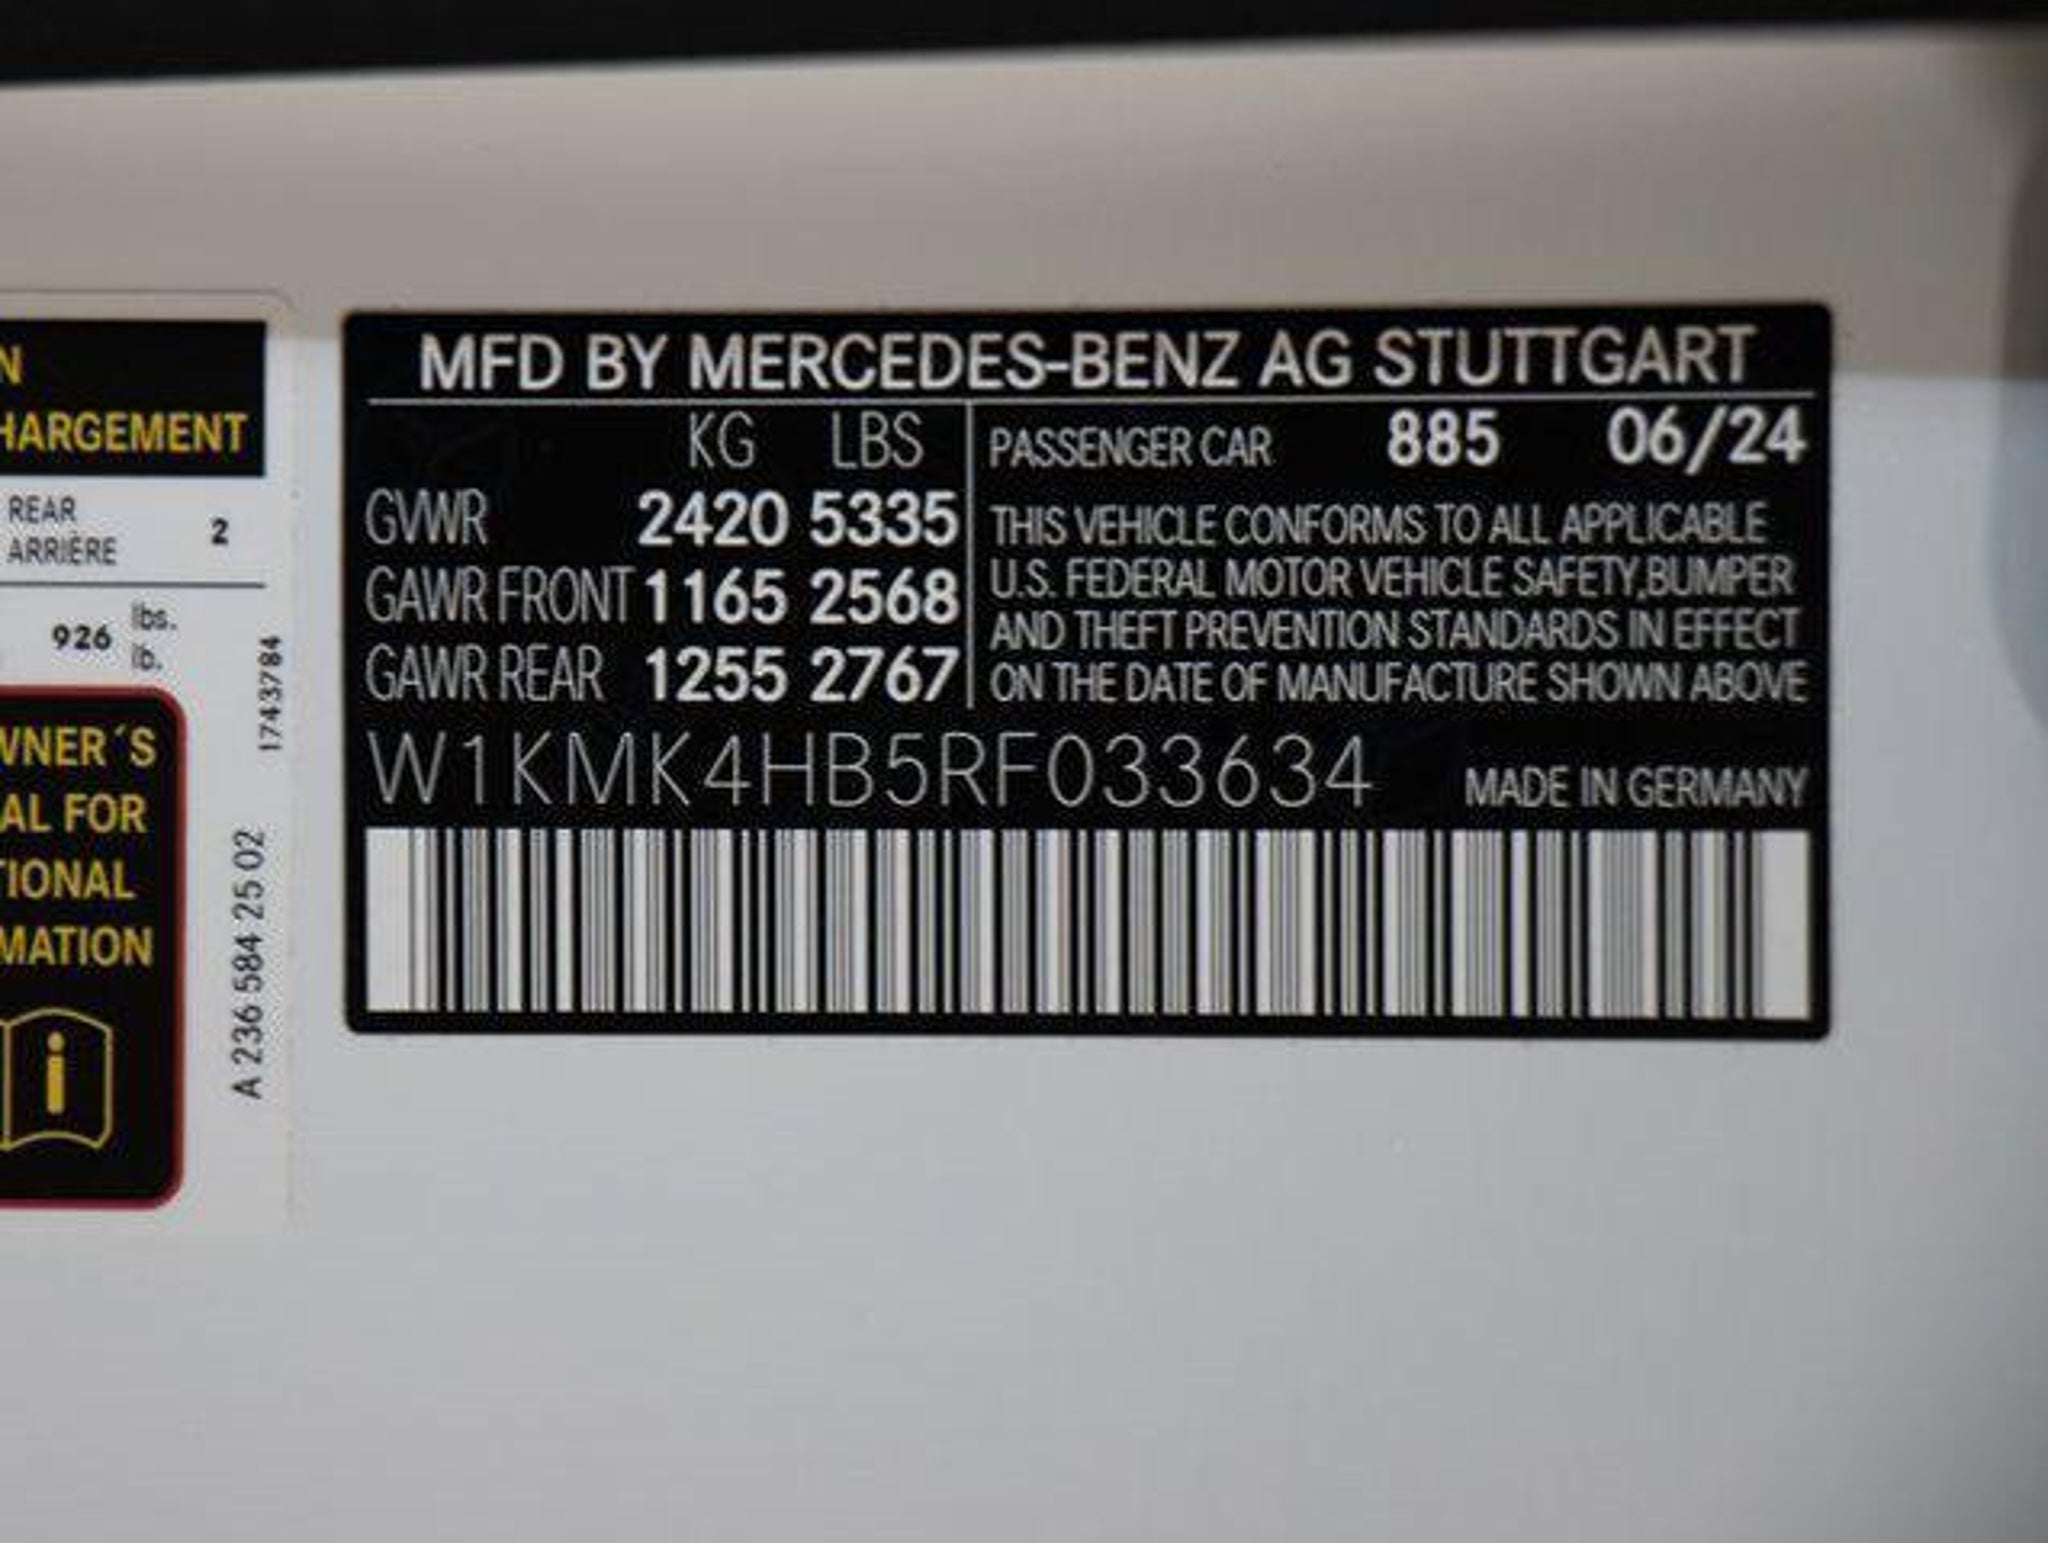 N
HARGEMENT
REAR
ARRIÈRE 2
926 lbs.
lb.
WNER´S
AL FOR
TIONAL
MATION
A 236 584 25 02
1743784
MFD BY MERCEDES-BENZ AG STUTTGART
KG LBS
GVWR 2420 5335
GAWR FRONT 1165 2568
GAWR REAR 1255 2767
PASSENGER CAR 885 06/24
THIS VEHICLE CONFORMS TO ALL APPLICABLE
U.S. FEDERAL MOTOR VEHICLE SAFETY,BUMPER
AND THEFT PREVENTION STANDARDS IN EFFECT
ON THE DATE OF MANUFACTURE SHOWN ABOVE
W1KMK4HB5RF033634
MADE IN GERMANY